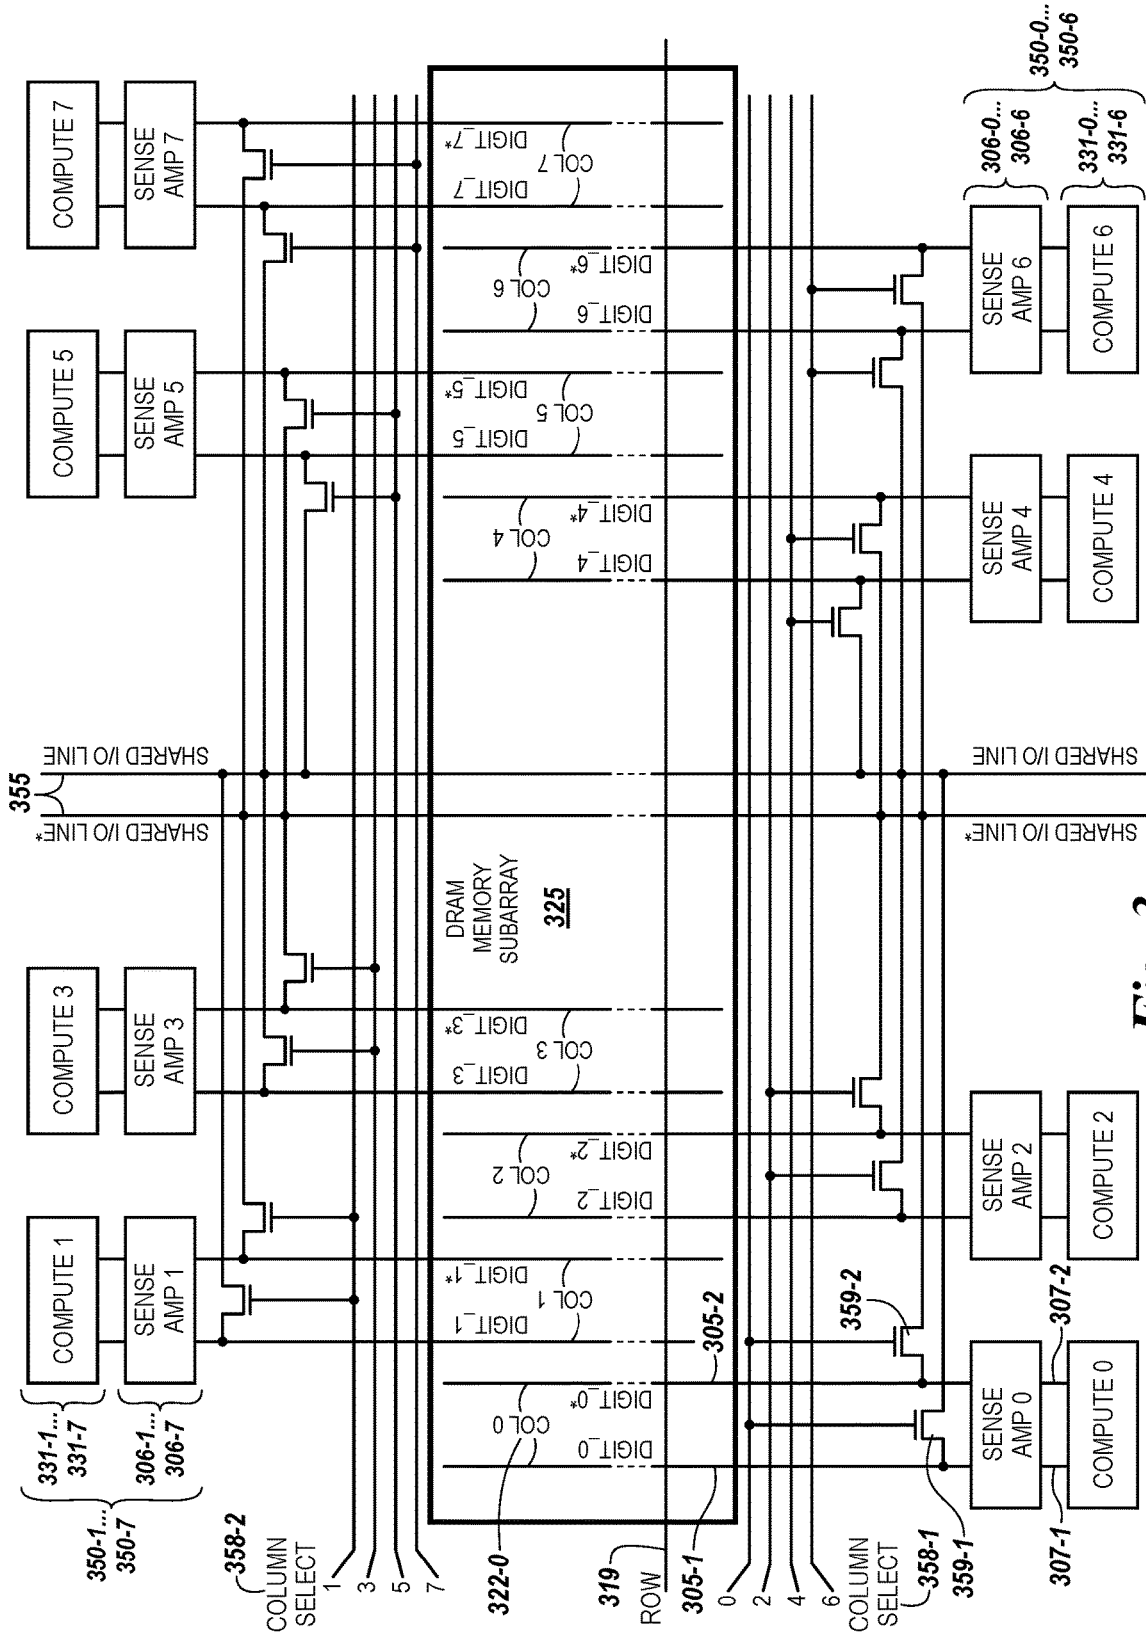 COMPUTE 1
COMPUTE 3
COMPUTE 5
COMPUTE 7
331-1...
331-7
SENSE
AMP 1
SENSE
AMP 3
SENSE
AMP 5
SENSE
AMP 7
306-1...
306-7
350-1...
350-7
355
SHARED I/O LINE*
SHARED I/O LINE
358-2
COLUMN
SELECT
1
3
5
7
322-0
COL 0
DIGIT_0
DIGIT_0*
COL 1
DIGIT_1
DIGIT_1*
COL 2
DIGIT_2
DIGIT_2*
COL 3
DIGIT_3
DIGIT_3*
DRAM
MEMORY
SUBARRAY
325
COL 4
DIGIT_4
DIGIT_4*
COL 5
DIGIT_5
DIGIT_5*
COL 6
DIGIT_6
DIGIT_6*
COL 7
DIGIT_7
DIGIT_7*
319
ROW
305-1
305-2
0
2
4
6
COLUMN
SELECT
358-1
359-1
359-2
SHARED I/O LINE*
SHARED I/O LINE
SENSE
AMP 0
SENSE
AMP 2
SENSE
AMP 4
SENSE
AMP 6
306-0...
306-6
350-0...
350-6
307-1
307-2
COMPUTE 0
COMPUTE 2
COMPUTE 4
COMPUTE 6
331-0...
331-6